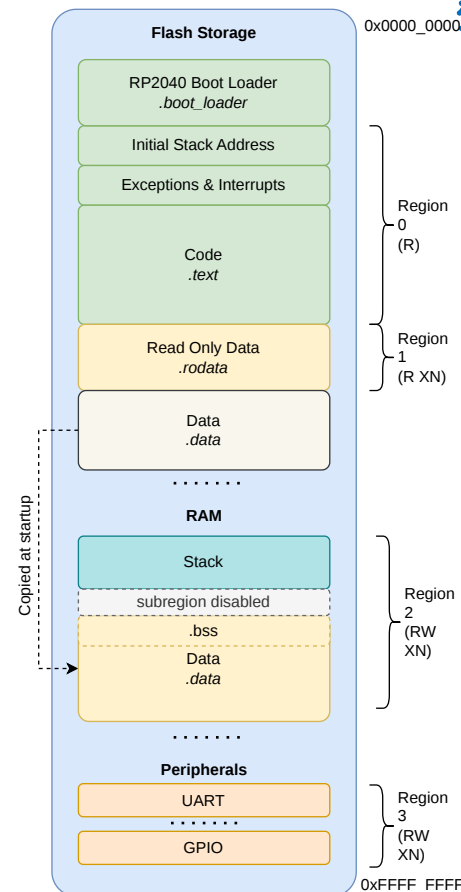 Flash Storage
0x0000_0000
RP2040 Boot Loader
.boot_loader
Initial Stack Address
Exceptions & Interrupts
Code
.text
Region
0
(R)
Read Only Data
.rodata
Region
1
(R XN)
Data
.data
. . . . . . .
Copied at startup
RAM
Stack
subregion disabled
.bss
Data
.data
Region
2
(RW
XN)
. . . . . . .
Peripherals
UART
. . . . . . .
GPIO
Region
3
(RW
XN)
0xFFFF_FFFF